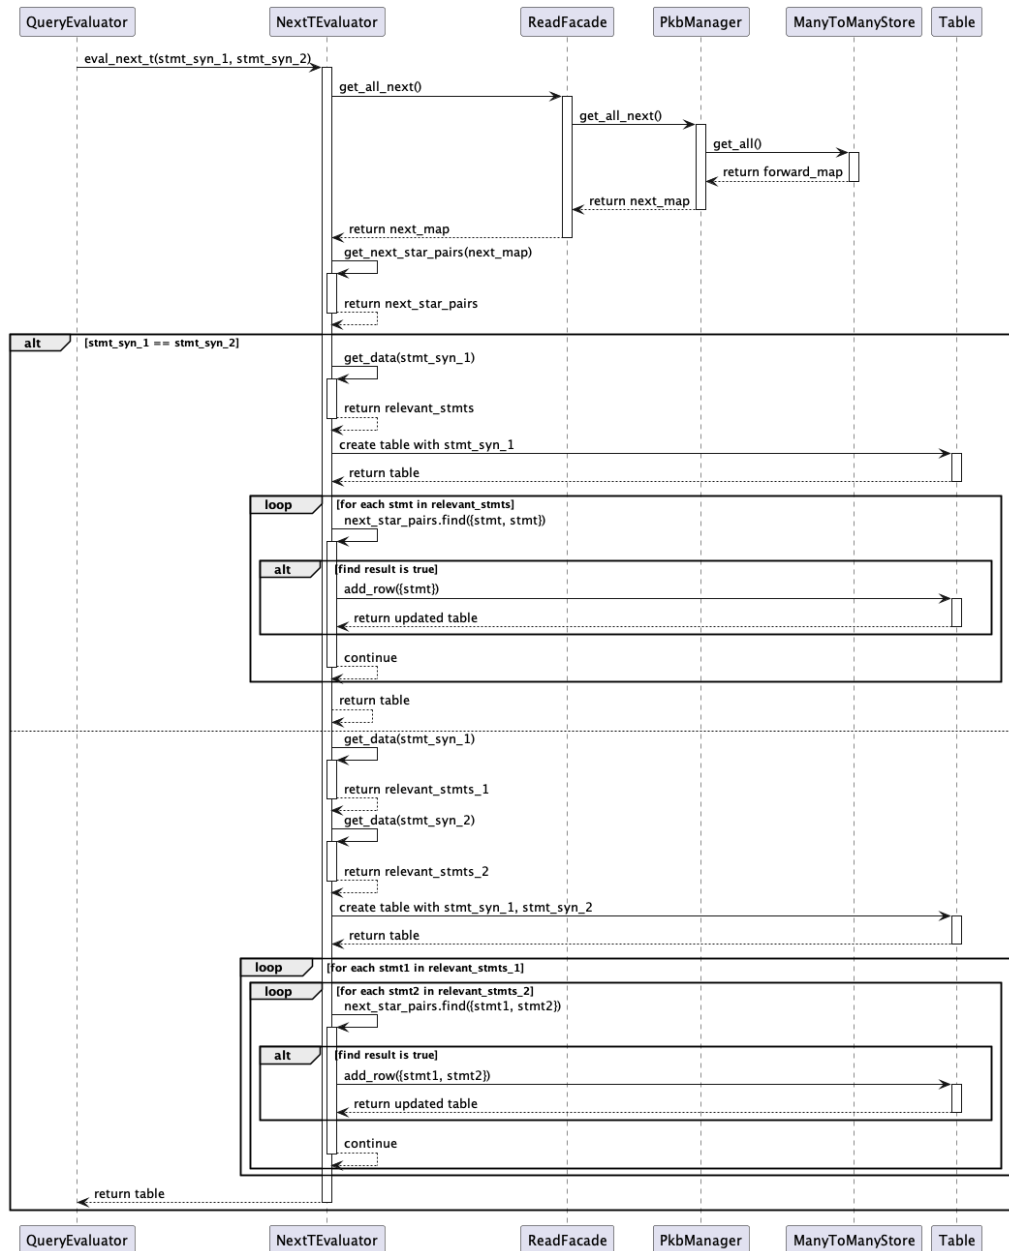 QueryEvaluator NextTEvaluator ReadFacade PkbManager ManyToManyStore Table
eval_next_t(stmt_syn_1, stmt_syn_2)
get_all_next()
get_all_next()
get_all()
return forward_map
return next_map
return next_map
get_next_star_pairs(next_map)
return next_star_pairs
alt [stmt_syn_1 == stmt_syn_2]
get_data(stmt_syn_1)
return relevant_stmts
create table with stmt_syn_1
return table
loop [for each stmt in relevant_stmts]
next_star_pairs.find({stmt, stmt})
alt [find result is true]
add_row({stmt})
return updated table
continue
return table
get_data(stmt_syn_1)
return relevant_stmts_1
get_data(stmt_syn_2)
return relevant_stmts_2
create table with stmt_syn_1, stmt_syn_2
return table
loop [for each stmt1 in relevant_stmts_1]
loop [for each stmt2 in relevant_stmts_2]
next_star_pairs.find({stmt1, stmt2})
alt [find result is true]
add_row({stmt1, stmt2})
return updated table
continue
return table
QueryEvaluator NextTEvaluator ReadFacade PkbManager ManyToManyStore Table